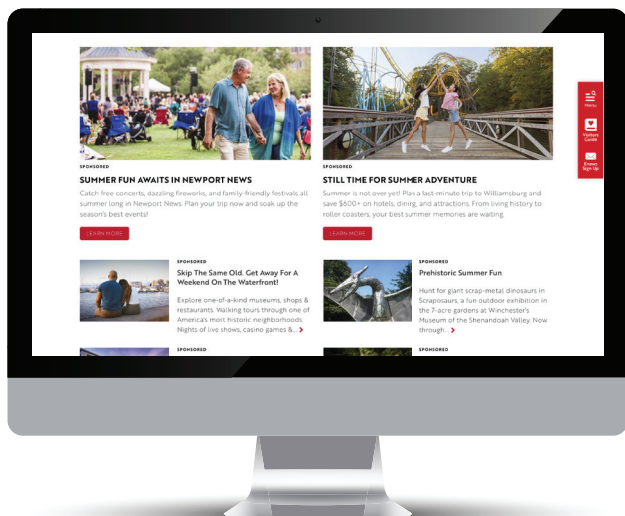 SPONSORED
SUMMER FUN AWAITS IN NEWPORT NEWS
Catch free concerts, dazzling fireworks, and family-friendly festivals all
summer long in Newport News. Plan your trip now and soak up the
season's best events!
LEARN MORE
SPONSORED
STILL TIME FOR SUMMER ADVENTURE
Summer is not over yet! Plan a last-minute trip to Williamsburg and
save $600+ on hotels, dining, and attractions. From living history to
roller coasters, your best summer memories are waiting
LEARN MORE
Menu
Visitors
Guide
Enews
Sign Up
SPONSORED
Skip The Same Old. Get Away For A
Weekend On The Waterfront!
Explore one-of-a-kind museums, shops &
restaurants. Walking tours through one of
America's most historic neighborhoods.
Nights of live shows, casino games &...
SPONSORED
Prehistoric Summer Fun
Hunt for giant scrap-metal dinosaurs in
Scraposaurs, a fun outdoor exhibition in
the 7-acre gardens at Winchester's
Museum of the Shenandoah Valley. Now
through...
SPONSORED
SPONSORED